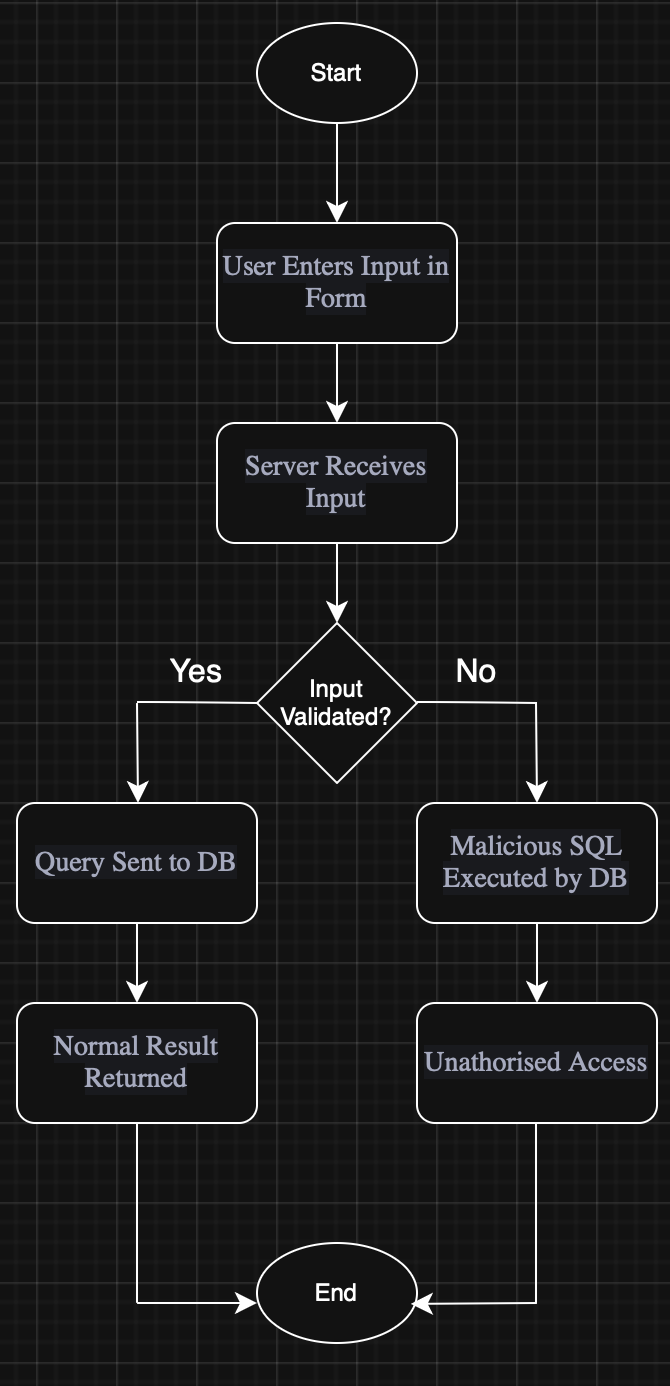 Start
User Enters Input in
Form
Server Receives
Input
Yes
No
Input
Validated?
Query Sent to DB
Malicious SQL
Executed by DB
Normal Result
Returned
Unathorised Access
End